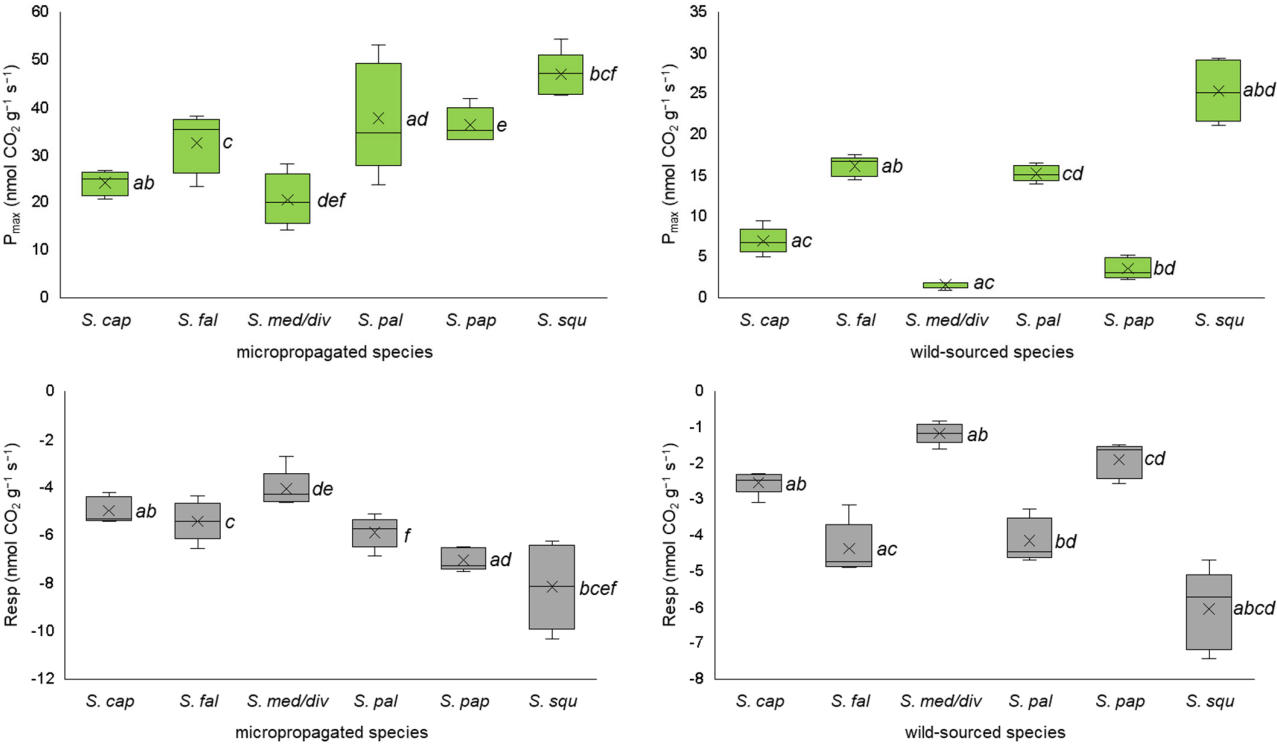 60
50
40
30
20
10
0
P_max (nmol CO₂ g⁻¹ s⁻¹)
ab
c
def
ad
e
bcf
S. cap S. fal S. med/div S. pal S. pap S. squ
micropropagated species
35
30
25
20
15
10
5
0
P_max (nmol CO₂ g⁻¹ s⁻¹)
ac
ab
ac
cd
bd
abd
S. cap S. fal S. med/div S. pal S. pap S. squ
wild-sourced species
0
-2
-4
-6
-8
-10
-12
Resp (nmol CO₂ g⁻¹ s⁻¹)
ab
c
de
f
ad
bcef
S. cap S. fal S. med/div S. pal S. pap S. squ
micropropagated species
0
-1
-2
-3
-4
-5
-6
-7
-8
Resp (nmol CO₂ g⁻¹ s⁻¹)
ab
ac
ab
bd
cd
abcd
S. cap S. fal S. med/div S. pal S. pap S. squ
wild-sourced species